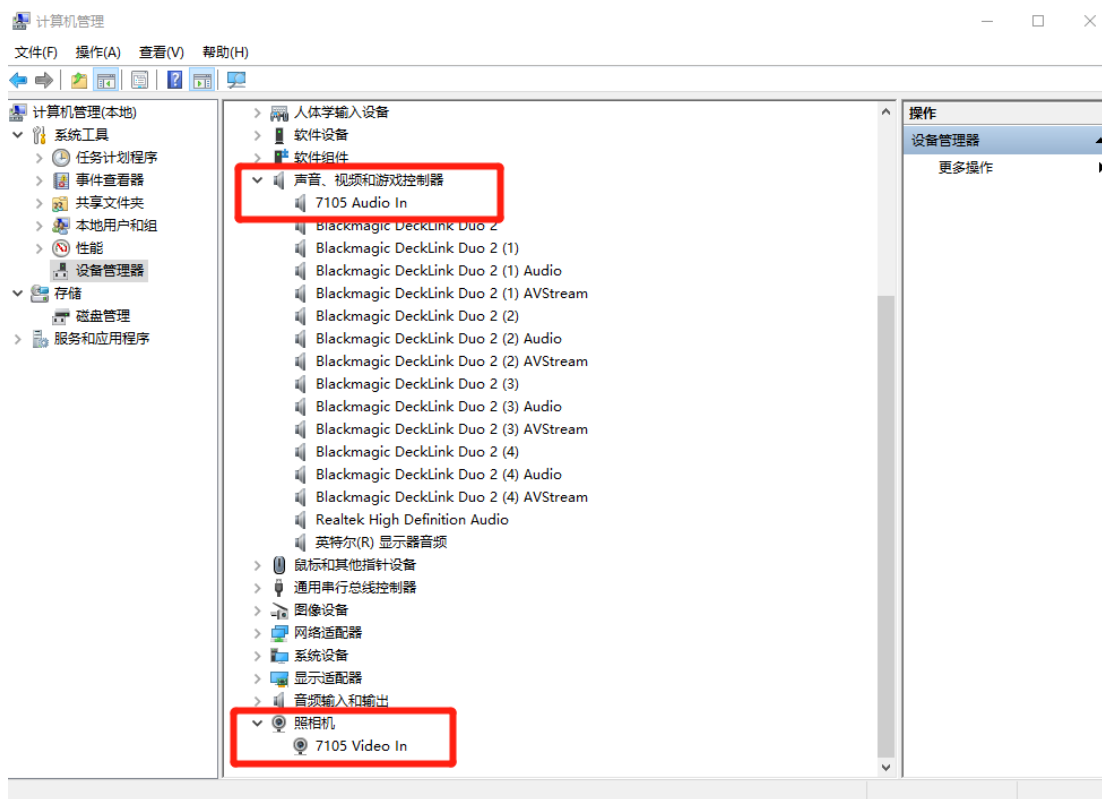 计算机管理
文件(F) 操作(A) 查看(V) 帮助(H)
计算机管理(本地)
系统工具
任务计划程序
事件查看器
共享文件夹
本地用户和组
性能
设备管理器
存储
磁盘管理
服务和应用程序
人体学输入设备
软件设备
软件组件
声音、视频和游戏控制器
7105 Audio In
Blackmagic DeckLink Duo 2
Blackmagic DeckLink Duo 2 (1)
Blackmagic DeckLink Duo 2 (1) Audio
Blackmagic DeckLink Duo 2 (1) AVStream
Blackmagic DeckLink Duo 2 (2)
Blackmagic DeckLink Duo 2 (2) Audio
Blackmagic DeckLink Duo 2 (2) AVStream
Blackmagic DeckLink Duo 2 (3)
Blackmagic DeckLink Duo 2 (3) Audio
Blackmagic DeckLink Duo 2 (3) AVStream
Blackmagic DeckLink Duo 2 (4)
Blackmagic DeckLink Duo 2 (4) Audio
Blackmagic DeckLink Duo 2 (4) AVStream
Realtek High Definition Audio
英特尔(R) 显示器音频
鼠标和其他指针设备
通用串行总线控制器
图像设备
网络适配器
系统设备
显示适配器
音频输入和输出
照相机
7105 Video In
操作
设备管理器
更多操作